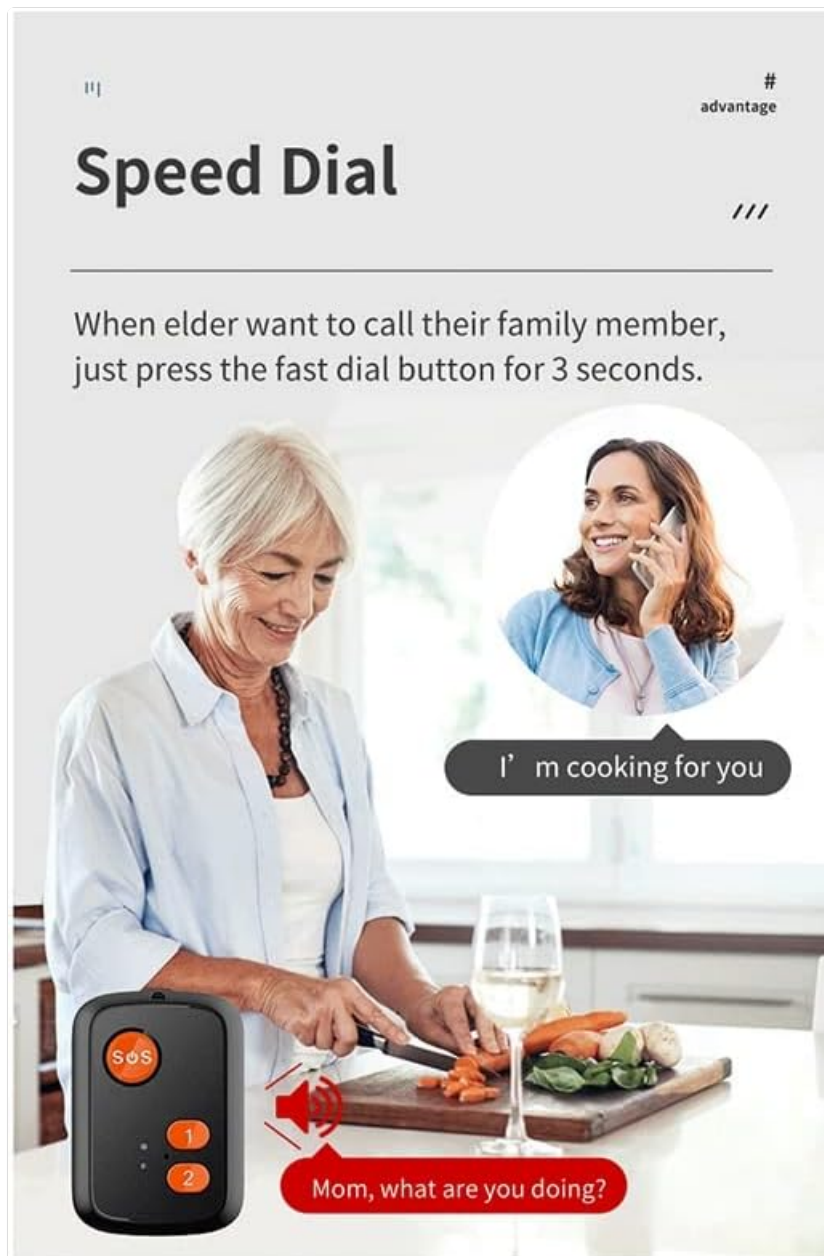 #
advantage
Speed Dial
///
When elder want to call their family member,
just press the fast dial button for 3 seconds.
I’ m cooking for you
SOS
1
2
Mom, what are you doing?